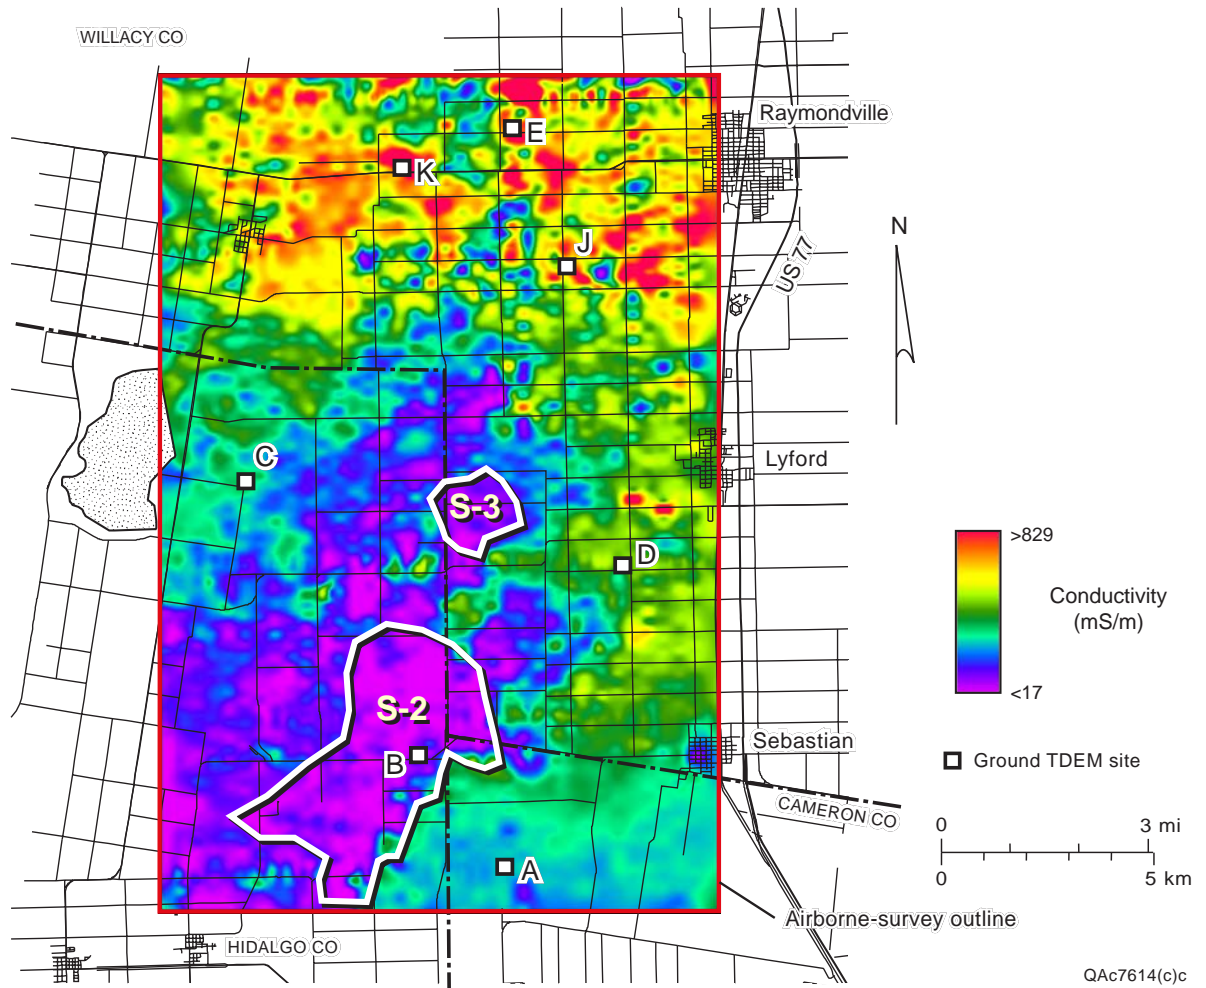 WILLACY CO
Raymondville
E
K
N
J
US 77
C
Lyford
S-3
>829
D
Conductivity
(mS/m)
<17
S-2
Sebastian
B
Ground TDEM site
CAMERON CO
0 3 mi
A
0 5 km
Airborne-survey outline
HIDALGO CO
QAc7614(c)c